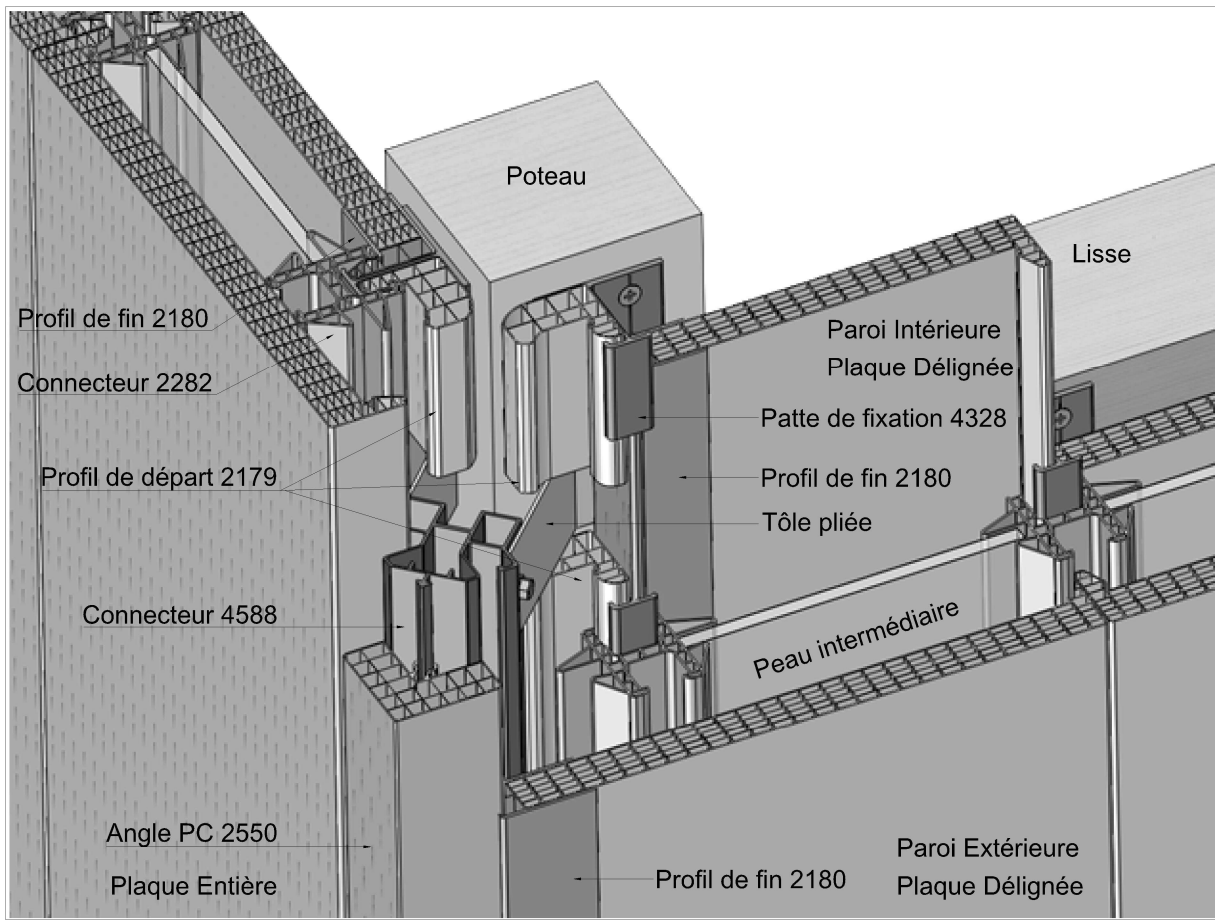 Poteau
Lisse
Profil de fin 2180
Paroi Intérieure
Plaque Délignée
Connecteur 2282
Patte de fixation 4328
Profil de départ 2179
Profil de fin 2180
Tôle pliée
Connecteur 4588
Peau intermédiaire
Angle PC 2550
Plaque Entière
Paroi Extérieure
Plaque Délignée
Profil de fin 2180